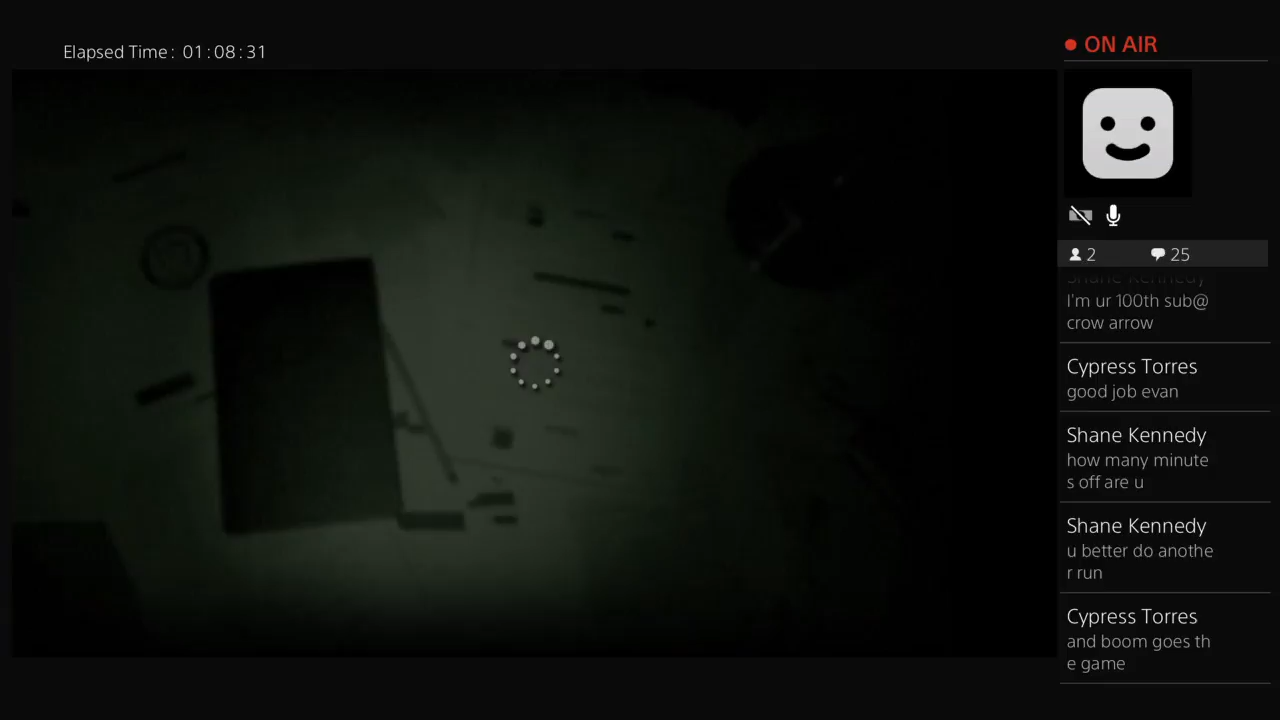 Elapsed Time: 01:08:31
ON AIR
2 25
Shane Kennedy
I'm ur 100th sub@
crow arrow
Cypress Torres
good job evan
Shane Kennedy
how many minute
s off are u
Shane Kennedy
u better do anothe
r run
Cypress Torres
and boom goes th
e game